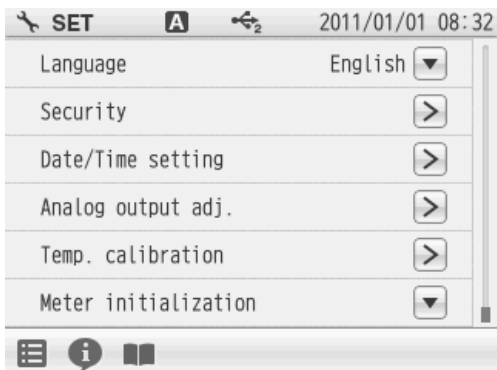 SET A 2 2011/01/01 08:32
Language English
Security
Date/Time setting
Analog output adj.
Temp. calibration
Meter initialization